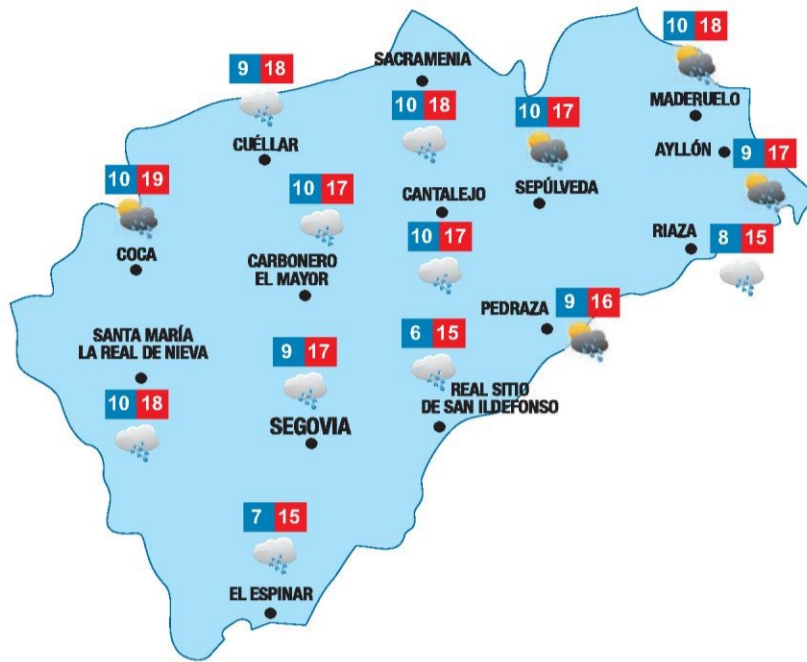 10 18
MADERUELO
SACRAMENIA
10 18
9 18
CUÉLLAR
10 17
SEPÚLVEDA
AYLLÓN
9 17
10 19
COCA
10 17
CARBONERO
EL MAYOR
CANTALEJO
10 17
RIAZA
8 15
PEDRAZA
9 16
SANTA MARÍA
LA REAL DE NIEVA
10 18
9 17
SEGOVIA
6 15
REAL SITIO
DE SAN ILDEFONSO
7 15
EL ESPINAR